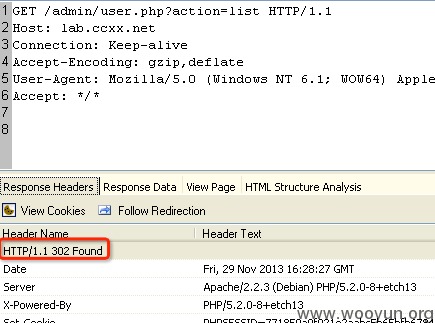 1 GET /admin/user.php?action=list HTTP/1.1
2 Host: lab.ccxx.net
3 Connection: Keep-alive
4 Accept-Encoding: gzip,deflate
5 User-Agent: Mozilla/5.0 (Windows NT 6.1; WOW64) Apple
6 Accept: */*
7
8
Response Headers Response Data View Page HTML Structure Analysis
View Cookies Follow Redirection
Header Name Header Text
HTTP/1.1 302 Found
Date Fri, 29 Nov 2013 16:28:27 GMT
Server Apache/2.2.3 (Debian) PHP/5.2.0-8+etch13
X-Powered-By PHP/5.2.0-8+etch13
www.wooyun.org
Set-Cookie